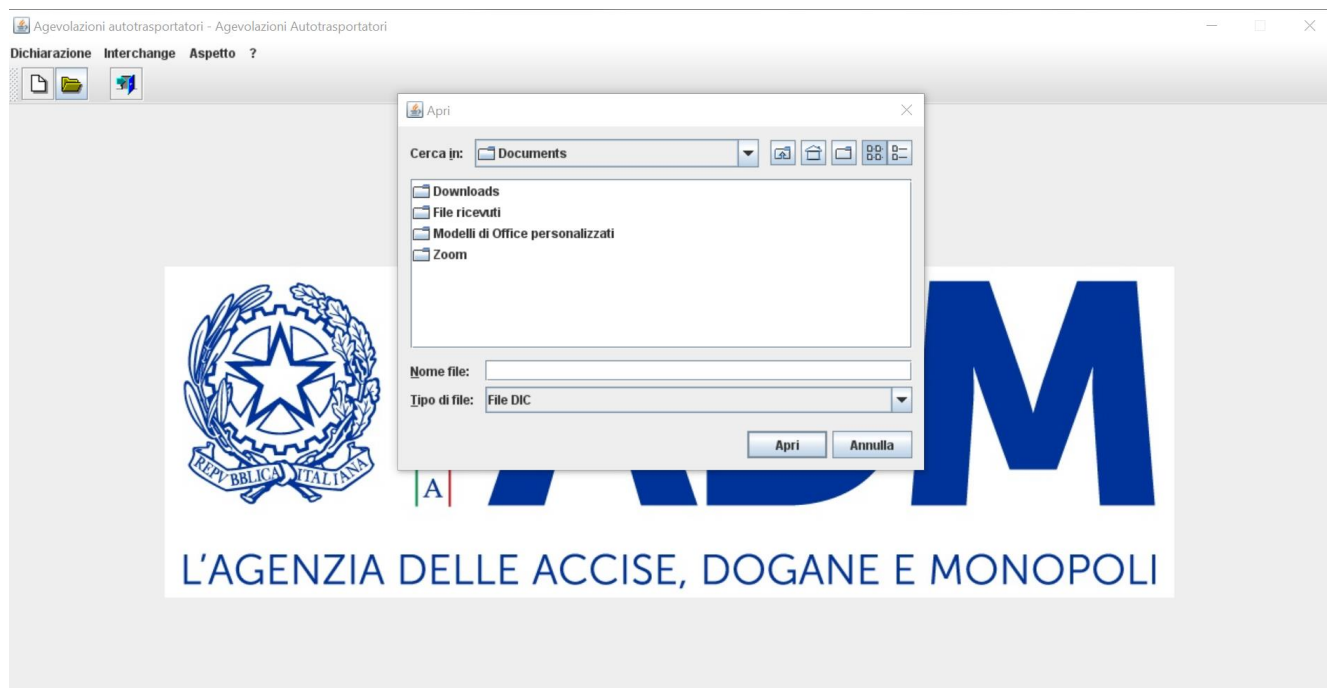 Agevolazioni autotrasportatori - Agevolazioni Autotrasportatori
Dichiarazione Interchange Aspetto ?
Apri
Cerca in: Documents
Downloads
File ricevuti
Modelli di Office personalizzati
Zoom
Nome file:
Tipo di file: File DIC
Apri Annulla
REPVBBLICA ITALIANA
A
M
L'AGENZIA DELLE ACCISE, DOGANE E MONOPOLI